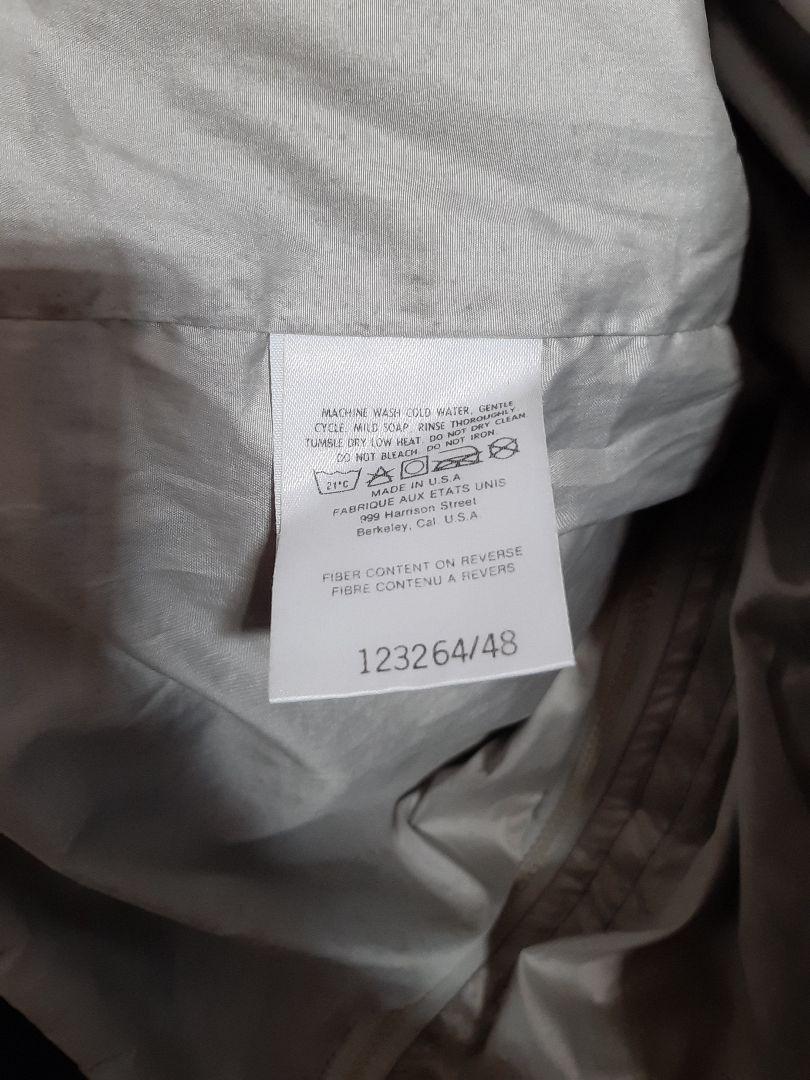 MACHINE WASH COLD WATER, GENTLE
CYCLE, MILD SOAP, RINSE THOROUGHLY
TUMBLE DRY LOW HEAT. DO NOT DRY CLEAN.
DO NOT BLEACH. DO NOT IRON.
21°C
MADE IN U.S.A
FABRIQUE AUX ETATS UNIS
999 Harrison Street
Berkeley, Cal. U.S.A.
FIBER CONTENT ON REVERSE
FIBRE CONTENU A REVERS
123264/48